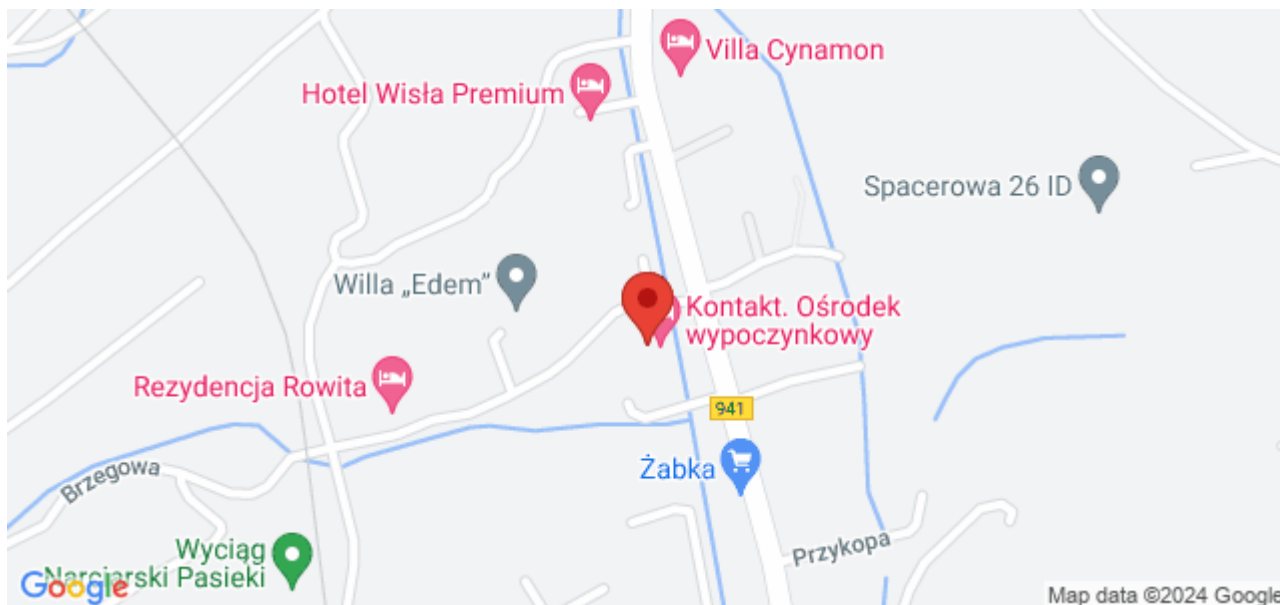 Villa Cynamon
Hotel Wisła Premium
Spacerowa 26 ID
Willa „Edem”
Kontakt. Ośrodek
wypoczynkowy
Rezydencja Rowita
941
Żabka
Brzegowa
Przykopa
Wyciąg
Narciarski Pasieki
Google
Map data ©2024 Google